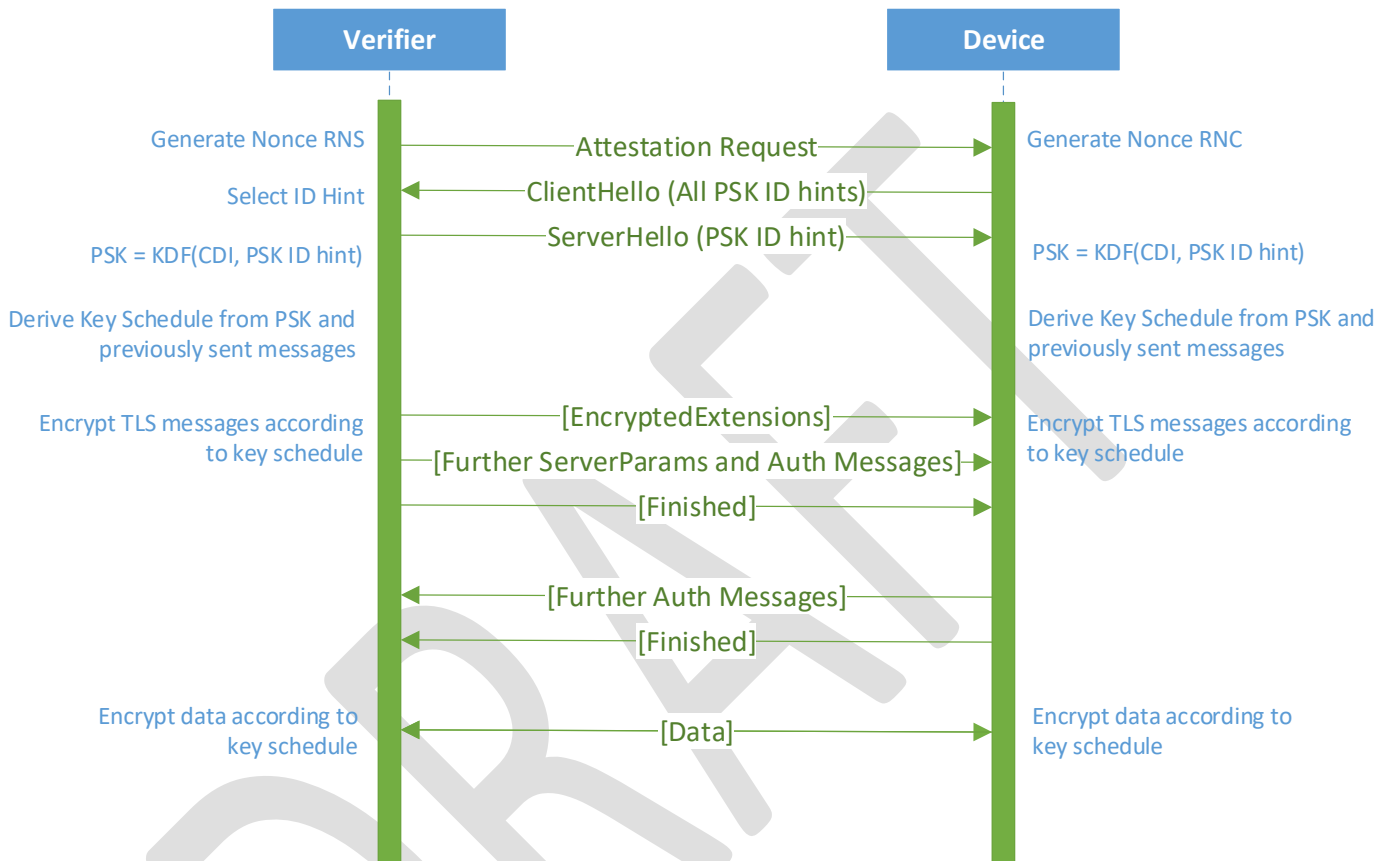 Verifier
Device
Generate Nonce RNS
Attestation Request
Generate Nonce RNC
ClientHello (All PSK ID hints)
Select ID Hint
ServerHello (PSK ID hint)
PSK = KDF(CDI, PSK ID hint)
PSK = KDF(CDI, PSK ID hint)
Derive Key Schedule from PSK and
previously sent messages
Derive Key Schedule from PSK and
previously sent messages
[EncryptedExtensions]
Encrypt TLS messages according
to key schedule
Encrypt TLS messages according
to key schedule
[Further ServerParams and Auth Messages]
[Finished]
[Further Auth Messages]
[Finished]
Encrypt data according to
key schedule
[Data]
Encrypt data according to
key schedule
DRAFT